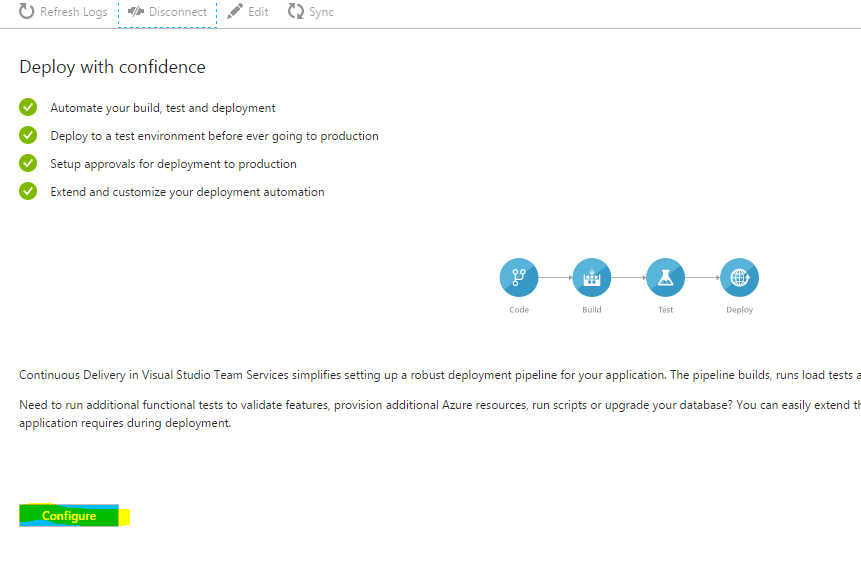 Refresh Logs Disconnect Edit Sync
Deploy with confidence
Automate your build, test and deployment
Deploy to a test environment before ever going to production
Setup approvals for deployment to production
Extend and customize your deployment automation
Code Build Test Deploy
Continuous Delivery in Visual Studio Team Services simplifies setting up a robust deployment pipeline for your application. The pipeline builds, runs load tests
Need to run additional functional tests to validate features, provision additional Azure resources, run scripts or upgrade your database? You can easily extend
application requires during deployment.
Configure